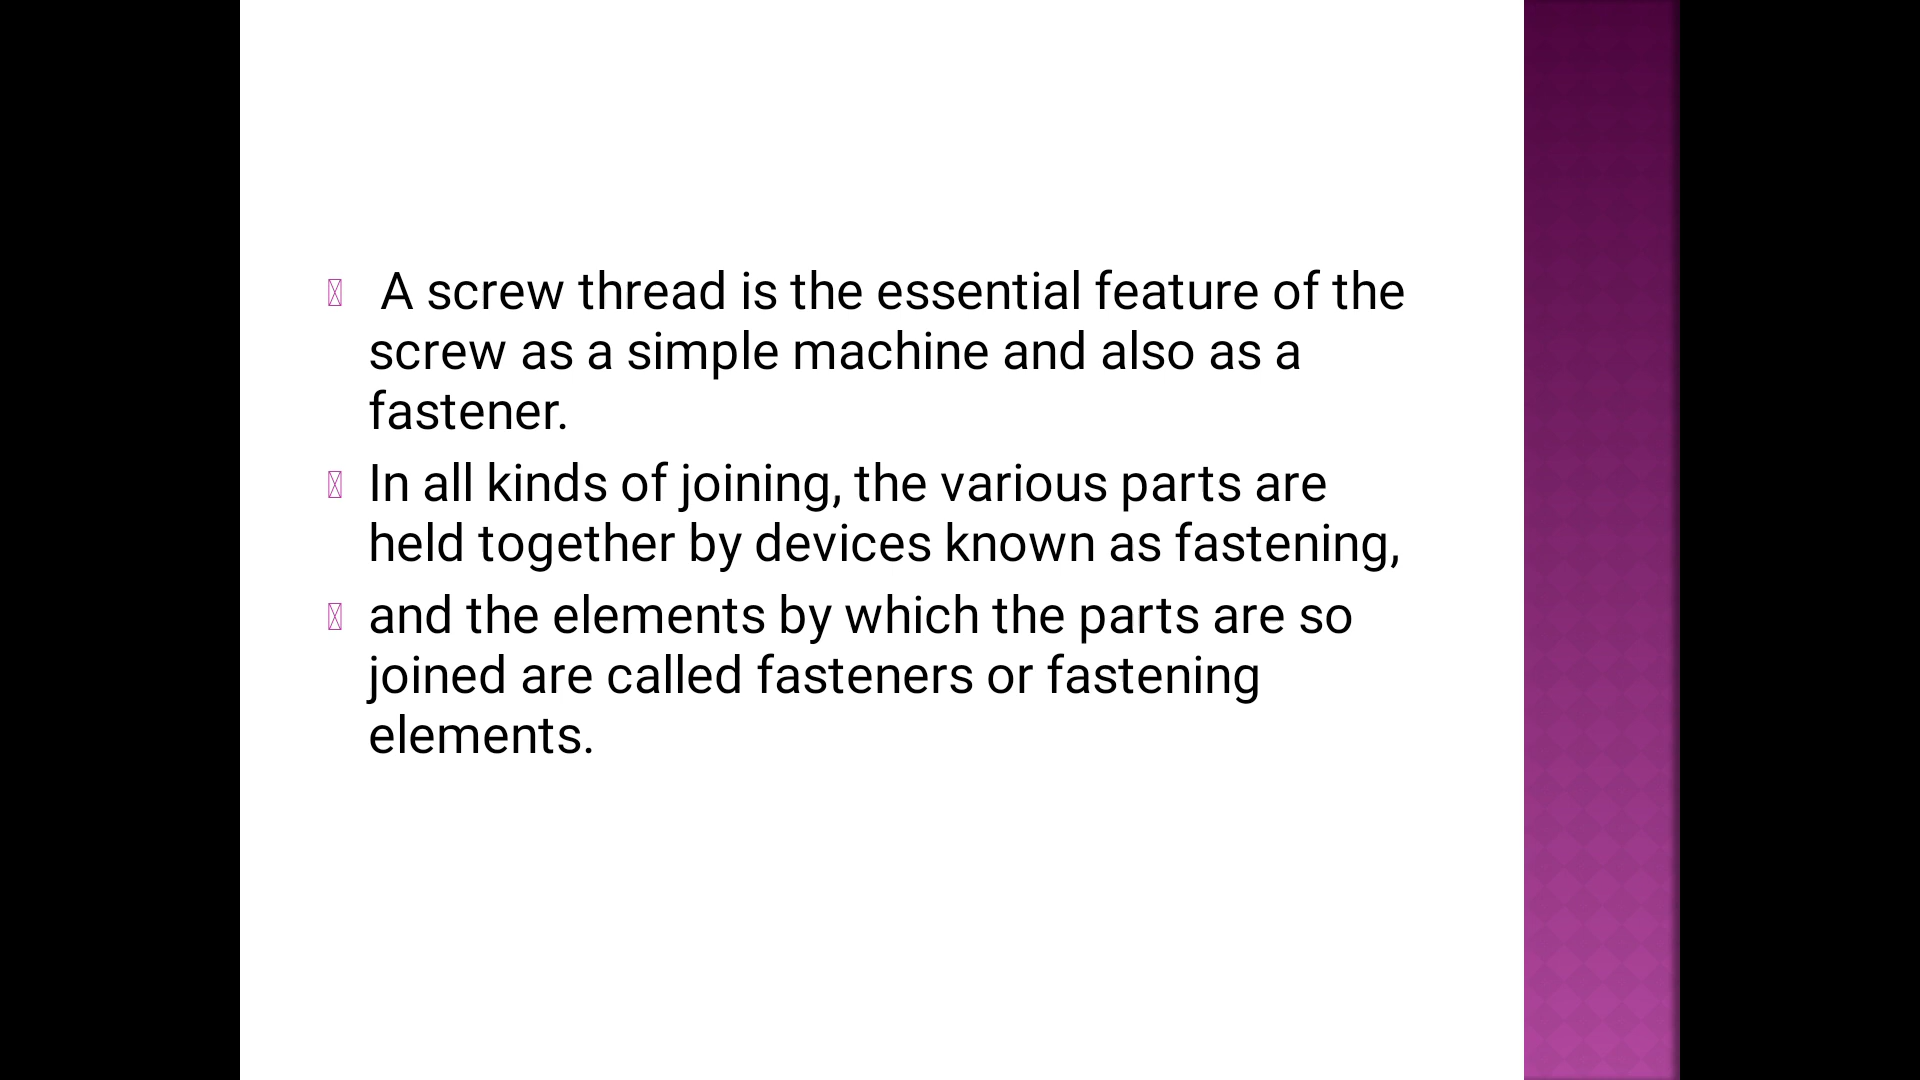 A screw thread is the essential feature of the
screw as a simple machine and also as a
fastener.
In all kinds of joining, the various parts are
held together by devices known as fastening,
and the elements by which the parts are so
joined are called fasteners or fastening
elements.